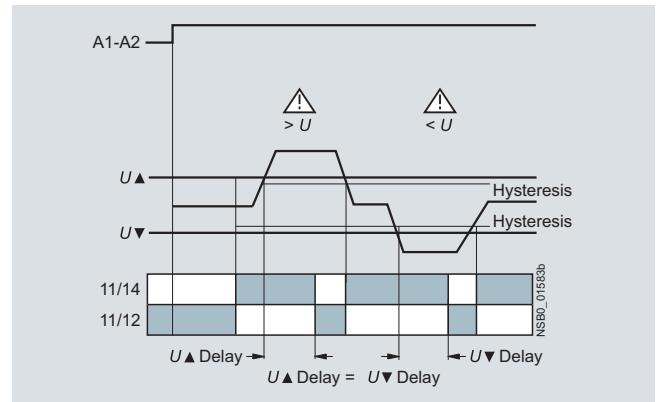 A1-A2
> U
< U
U▲
Hysteresis
Hysteresis
U▼
11/14
11/12
NSB0_01583b
U▲Delay
U▼Delay
U▲Delay = U▼Delay